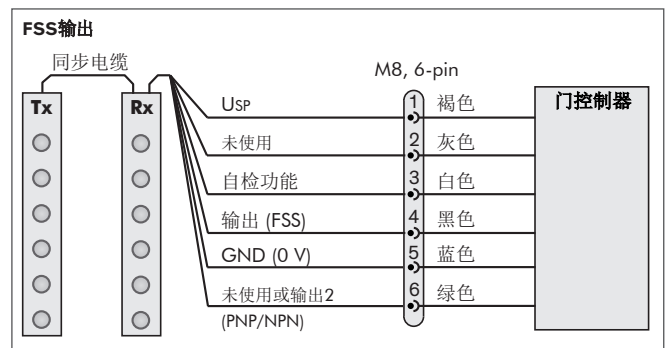 FSS输出
同步电缆
M8, 6-pin
Tx
Rx
USP
1
褐色
门控制器
未使用
2
灰色
自检功能
3
白色
输出 (FSS)
4
黑色
GND (0 V)
5
蓝色
未使用或输出2
(PNP/NPN)
6
绿色